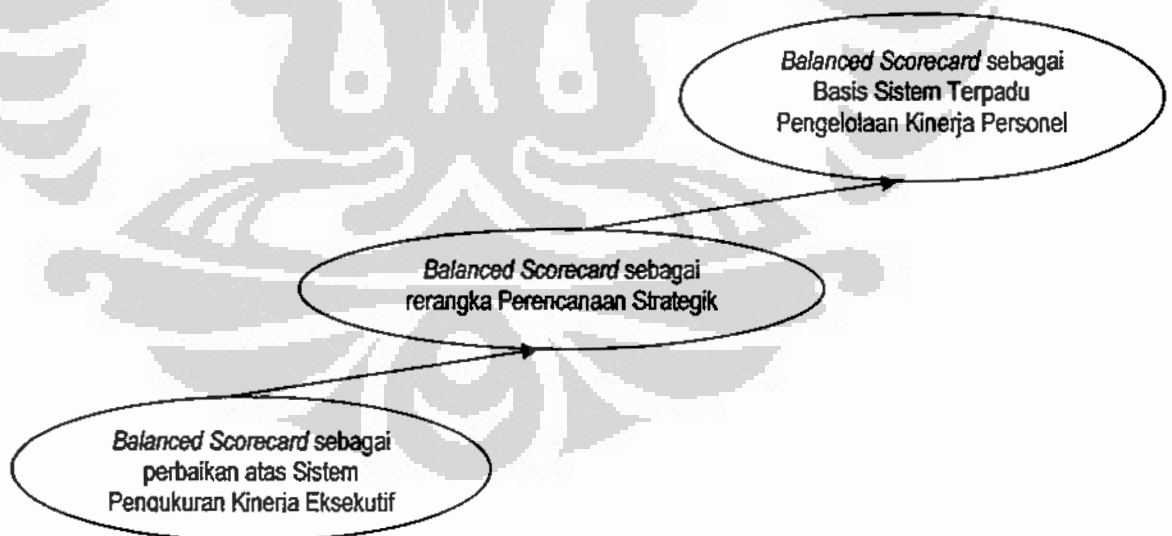 Balanced Scorecard sebagai
Basis Sistem Terpadu
Pengelolaan Kinerja Personel
Balanced Scorecard sebagai
rerangka Perencanaan Strategik
Balanced Scorecard sebagai
perbaikan atas Sistem
Pengukuran Kinerja Eksekutif